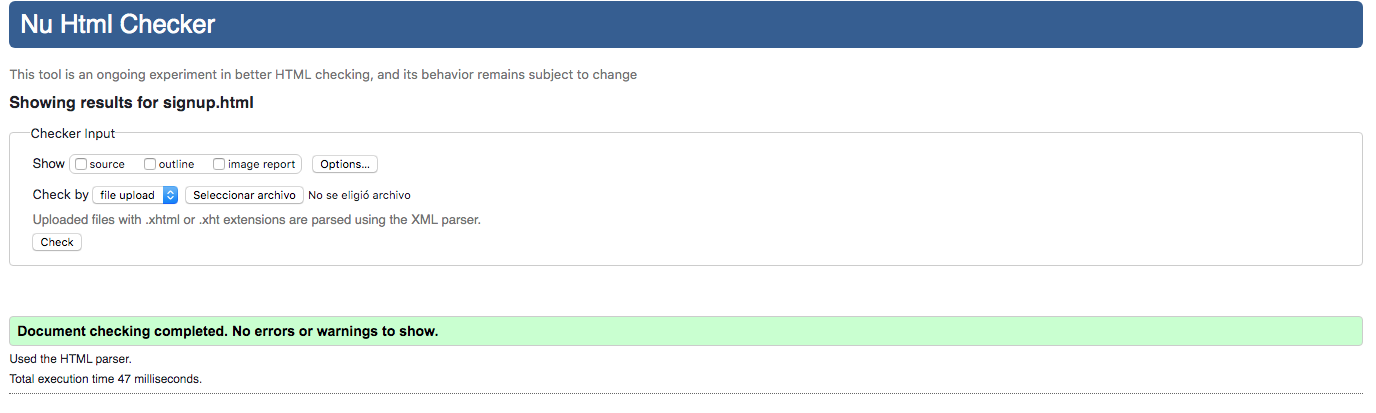 Nu Html Checker
This tool is an ongoing experiment in better HTML checking, and its behavior remains subject to change
Showing results for signup.html
Checker Input
Show source outline image report Options...
Check by file upload Seleccionar archivo No se eligió archivo
Uploaded files with .xhtml or .xht extensions are parsed using the XML parser.
Check
Document checking completed. No errors or warnings to show.
Used the HTML parser.
Total execution time 47 milliseconds.